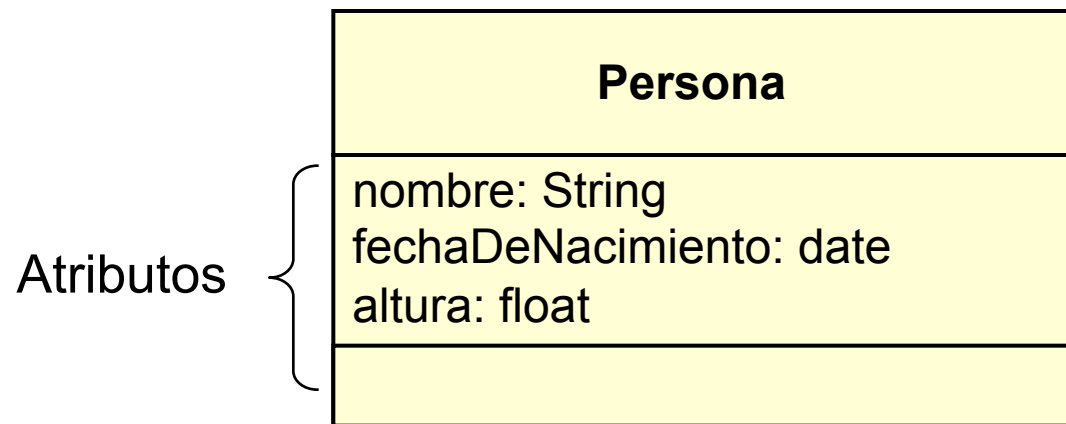 Persona
nombre: String
fechaDeNacimiento: date
Atributos
altura: float